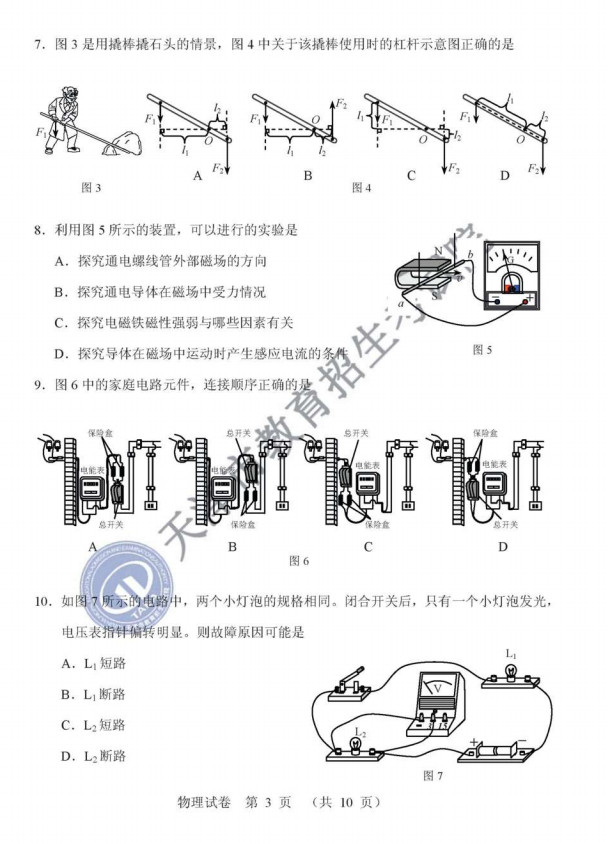 7．图 3 是用撬棒撬石头的情景，图 4 中关于该撬棒使用时的杠杆示意图正确的是
F₁
F₁ O l₂ l₁ F₂
F₁ O F₂ l₁ l₂
l₁ F₁ O l₂ F₂
F₁ l₁ l₂ O F₂
A B C D
图 3 图 4
8．利用图 5 所示的装置，可以进行的实验是
A．探究通电螺线管外部磁场的方向
B．探究通电导体在磁场中受力情况
C．探究电磁铁磁性强弱与哪些因素有关
D．探究导体在磁场中运动时产生感应电流的条件
N S a b G − +
图 5
9．图 6 中的家庭电路元件，连接顺序正确的是
保险盒 总开关 总开关 保险盒
电能表 电能表 电能表 电能表
总开关 保险盒 保险盒 总开关
A B C D
图 6
10．如图 7 所示的电路中，两个小灯泡的规格相同。闭合开关后，只有一个小灯泡发光，
电压表指针偏转明显。则故障原因可能是
A．L₁ 短路
B．L₁ 断路
C．L₂ 短路
D．L₂ 断路
L₁
V
− 3 15
L₂
+ −
图 7
物理试卷 第 3 页 （共 10 页）